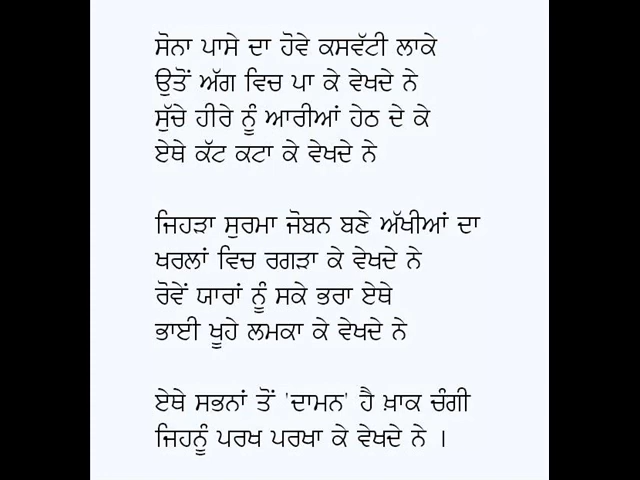 ਸੋਨਾ ਪਾਸੇ ਦਾ ਹੋਵੇ ਕਸਵੱਟੀ ਲਾਕੇ
ਉਤੋਂ ਅੱਗ ਵਿਚ ਪਾ ਕੇ ਵੇਖਦੇ ਨੇ
ਸੁੱਚੇ ਹੀਰੇ ਨੂੰ ਆਰੀਆਂ ਹੇਠ ਦੇ ਕੇ
ਏਥੇ ਕੱਟ ਕਟਾ ਕੇ ਵੇਖਦੇ ਨੇ
ਜਿਹੜਾ ਸੁਰਮਾ ਜੋਬਨ ਬਣੇ ਅੱਖੀਆਂ ਦਾ
ਖਰਲਾਂ ਵਿਚ ਰਗੜਾ ਕੇ ਵੇਖਦੇ ਨੇ
ਰੋਵੇਂ ਯਾਰਾਂ ਨੂੰ ਸਕੇ ਭਰਾ ਏਥੇ
ਭਾਈ ਖੂਹੇ ਲਮਕਾ ਕੇ ਵੇਖਦੇ ਨੇ
ਏਥੇ ਸਭਨਾਂ ਤੋਂ 'ਦਾਮਨ' ਹੈ ਖ਼ਾਕ ਚੰਗੀ
ਜਿਹਨੂੰ ਪਰਖ ਪਰਖਾ ਕੇ ਵੇਖਦੇ ਨੇ ।